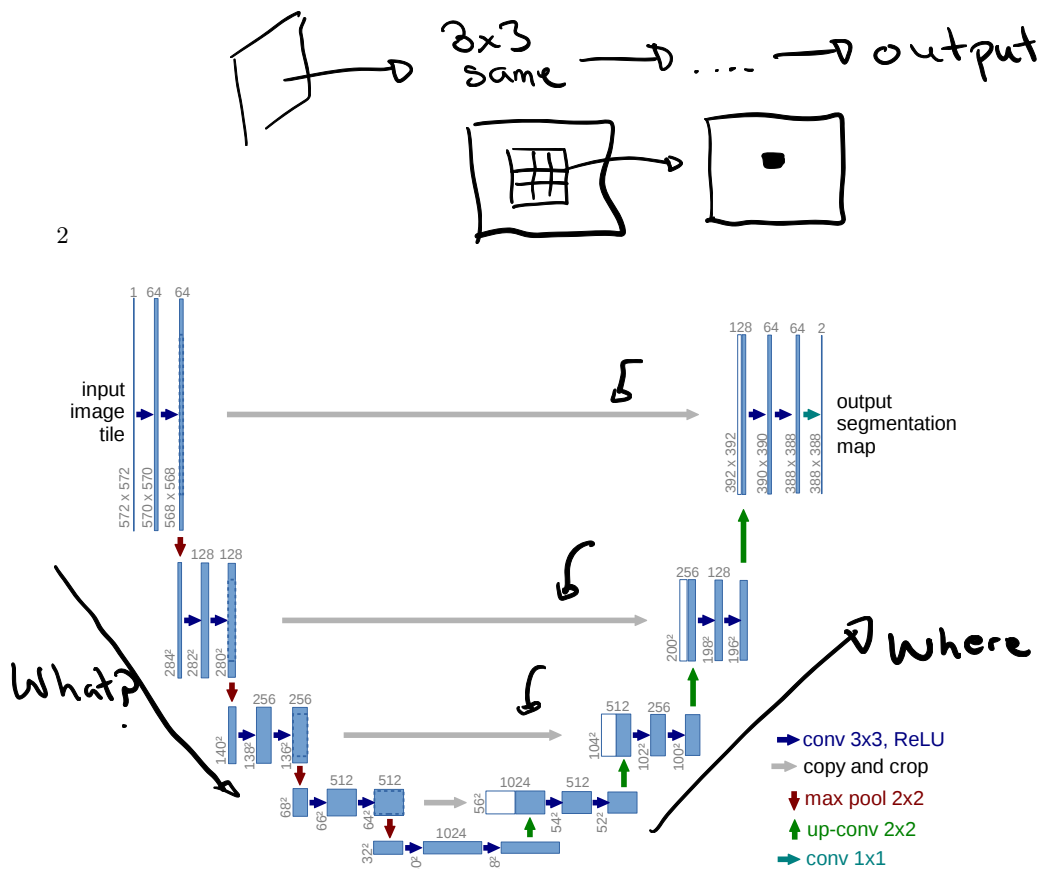 3x3
same
....
output
2
1 64 64
128 64 64 2
input
image
tile
output
segmentation
map
572 x 572
570 x 570
568 x 568
392 x 392
390 x 390
388 x 388
388 x 388
128 128
256 128
284²
282²
280²
200²
198²
196²
What?
Where
256 256
512 256
140²
138²
136²
104²
102²
100²
512 512
1024 512
68²
66²
64²
56²
54²
52²
1024
32²
0²
8²
conv 3x3, ReLU
copy and crop
max pool 2x2
up-conv 2x2
conv 1x1